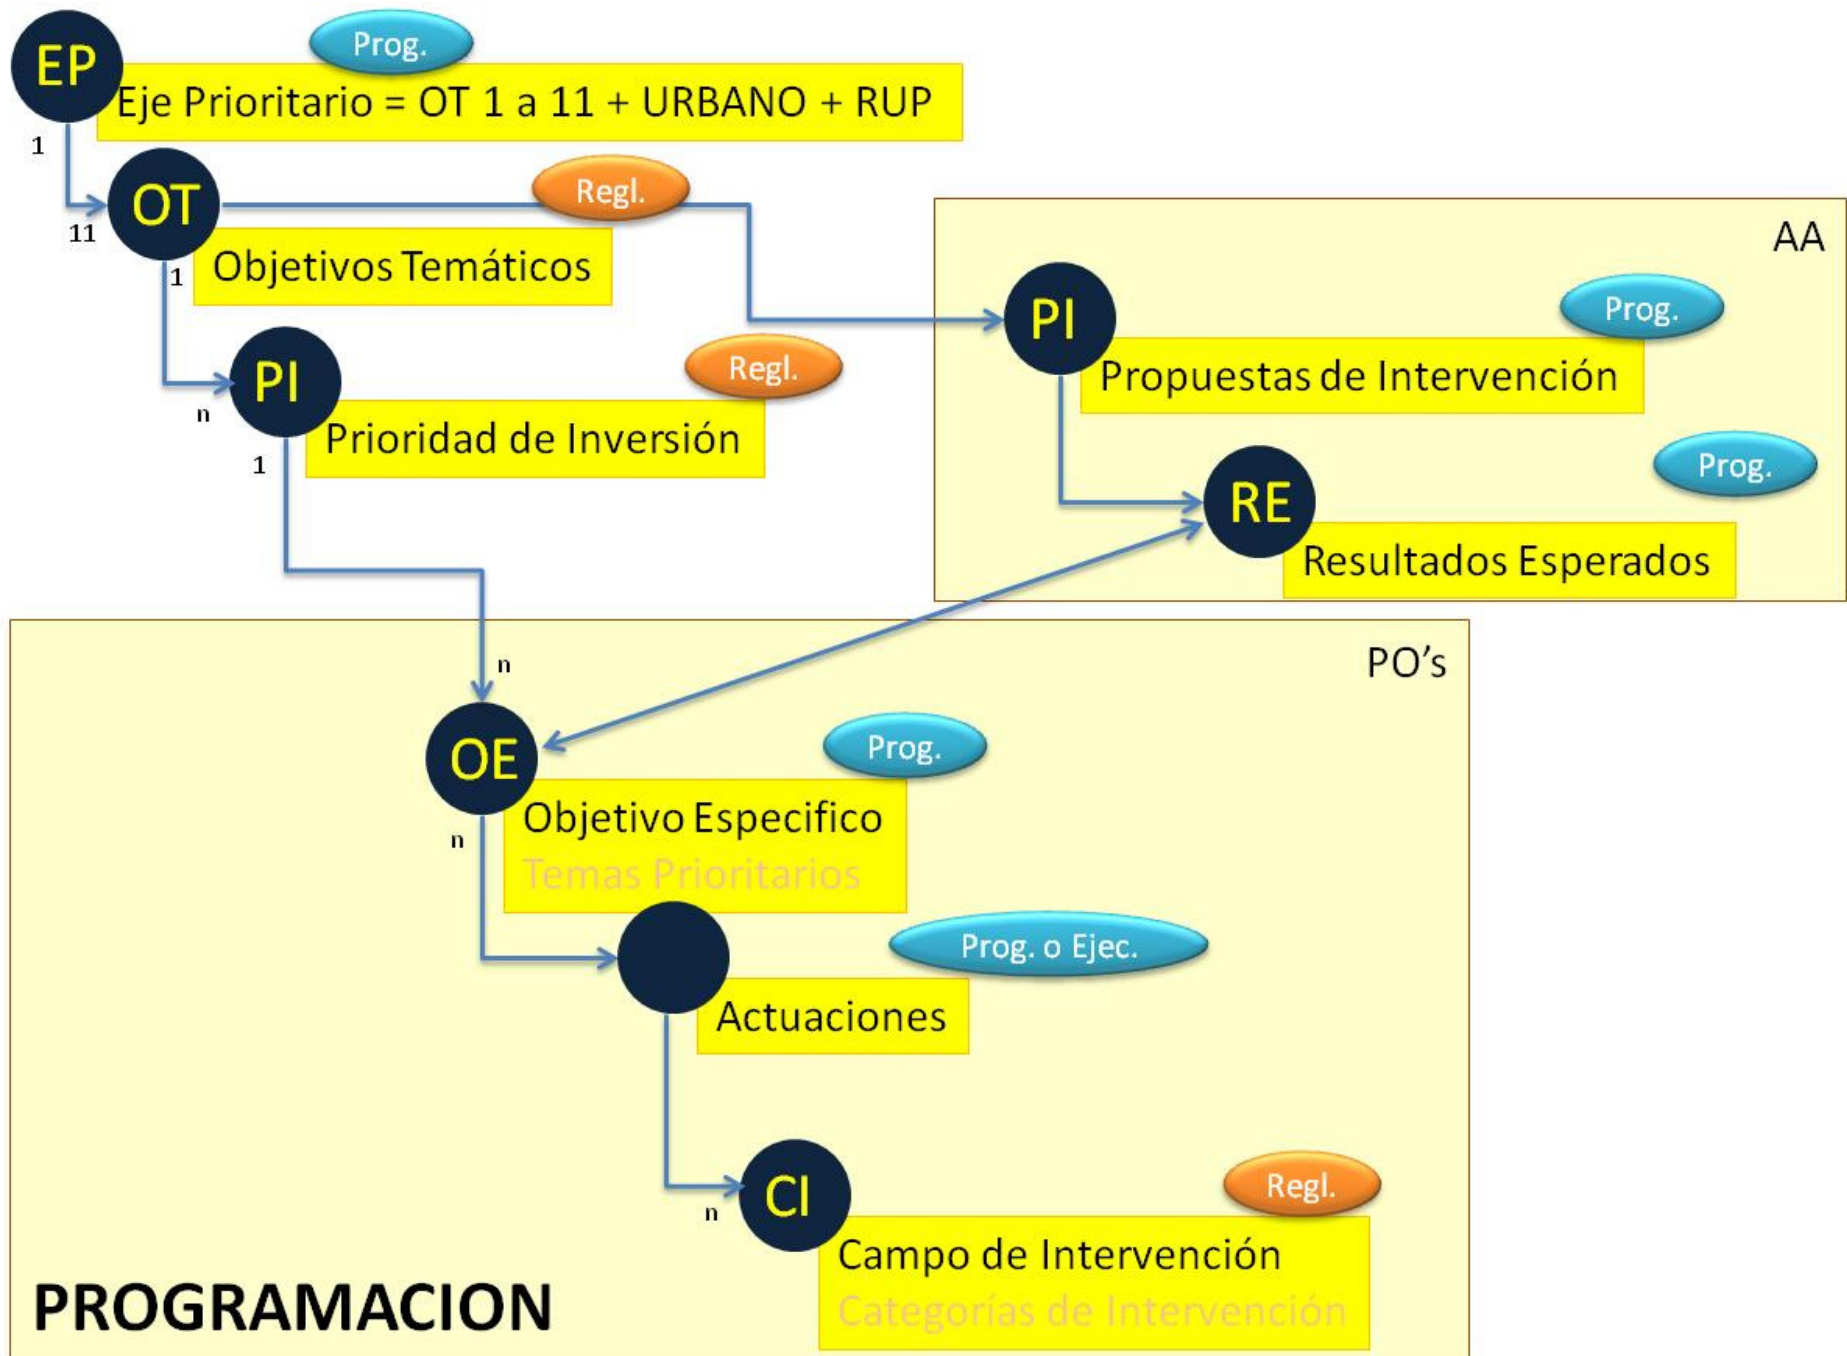 EP
Prog.
Eje Prioritario = OT 1 a 11 + URBANO + RUP
1
11
OT
Regl.
Objetivos Temáticos
1
n
PI
Regl.
Prioridad de Inversión
1
AA
PI
Prog.
Propuestas de Intervención
RE
Prog.
Resultados Esperados
PO's
n
OE
Prog.
Objetivo Especifico
Temas Prioritarios
n
Prog. o Ejec.
Actuaciones
n
CI
Regl.
Campo de Intervención
Categorías de Intervención
PROGRAMACION